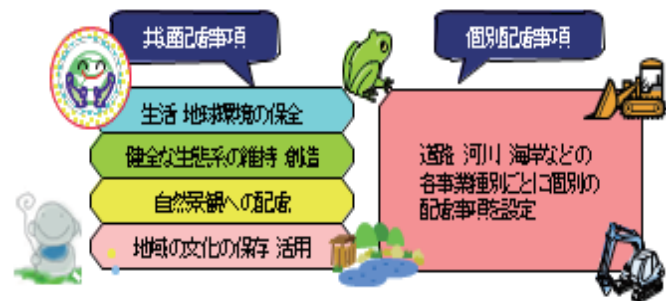 共通配慮事項
個別配慮事項
生活 地球環境の保全
健全な生態系の維持 創造
自然景観への配慮
地域の文化の保存 活用
道路 河川 海岸などの
各事業種別ごとに個別の
配慮事項を設定